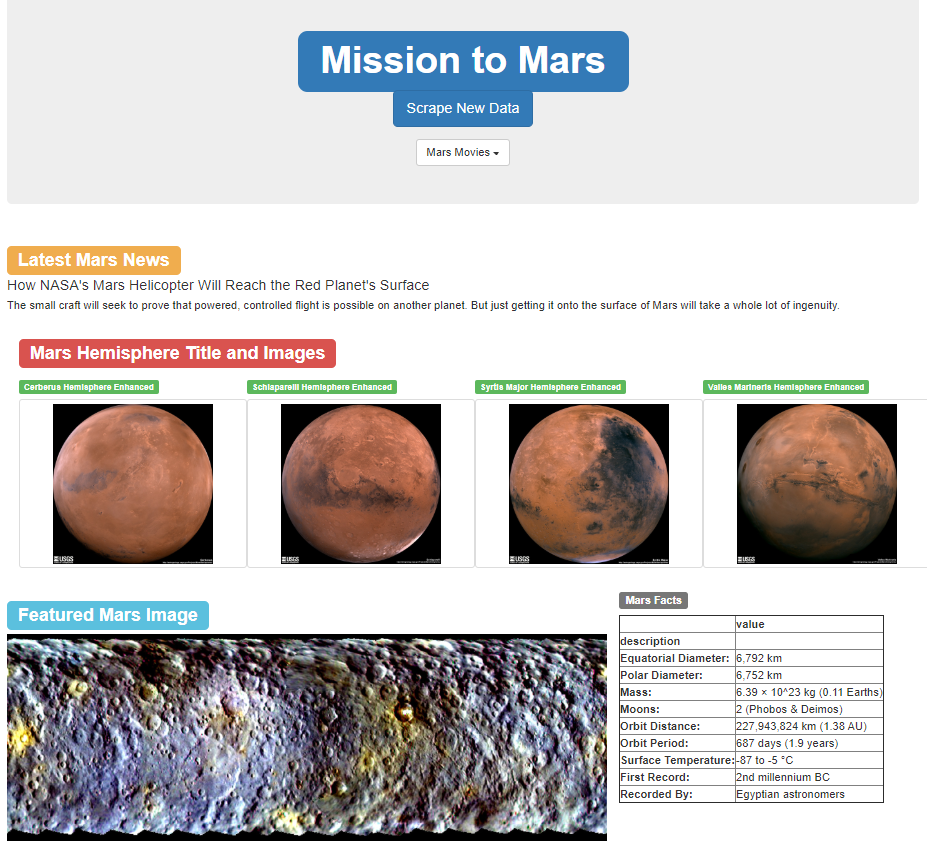 Mission to Mars
Scrape New Data
Mars Movies
Latest Mars News
How NASA's Mars Helicopter Will Reach the Red Planet's Surface
The small craft will seek to prove that powered, controlled flight is possible on another planet. But just getting it onto the surface of Mars will take a whole lot of ingenuity.
Mars Hemisphere Title and Images
Cerberus Hemisphere Enhanced
Schiaparelli Hemisphere Enhanced
Syrtis Major Hemisphere Enhanced
Valles Marineris Hemisphere Enhanced
USGS
USGS
USGS
USGS
Featured Mars Image
Mars Facts
value
description
Equatorial Diameter: 6,792 km
Polar Diameter: 6,752 km
Mass: 6.39 × 10^23 kg (0.11 Earths)
Moons: 2 (Phobos & Deimos)
Orbit Distance: 227,943,824 km (1.38 AU)
Orbit Period: 687 days (1.9 years)
Surface Temperature: -87 to -5 °C
First Record: 2nd millennium BC
Recorded By: Egyptian astronomers